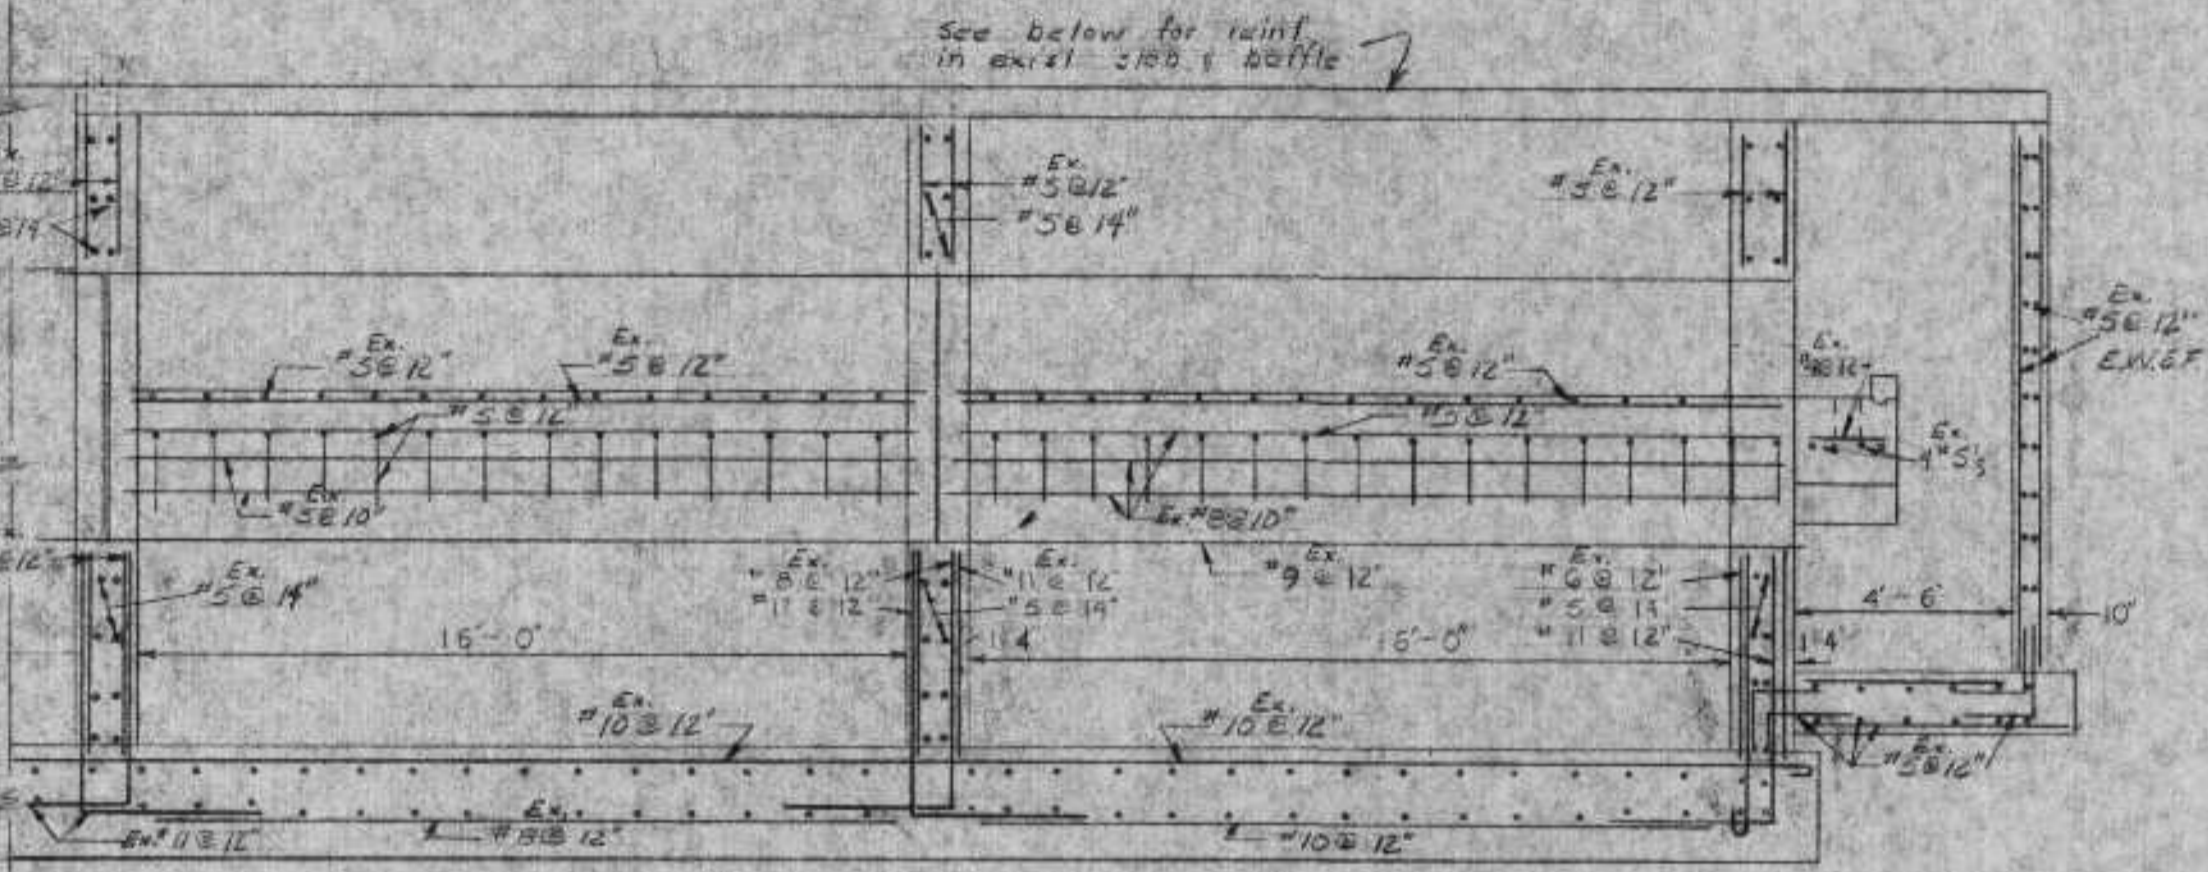 See below for reinf.
in exist slab & baffle
Ex.
#5@12"
#5@14"
Ex.
#5@12"
@12"
@14
Ex.
#5@12"
Ex.
#5@12"
#5@12"
Ex.
#5@10"
Ex.
#5@12"
#5@12"
Ex.#8@10"
Ex.
@12
Ex.
4#5's
Ex.
#5@12"
E.W.E.F.
@12"
Ex.
#5@14"
Ex.
#8@12"
#11@12"
Ex.
#11@12
#5@14"
Ex.
#9@12"
Ex.
#6@12"
#5@14
#11@12"
4'-6
10"
16'-0"
1'4
16'-0"
1'4
Ex.
#10@12"
Ex.
#10@12"
Ex.
#5@12"
Ex.#11@12"
Ex.
#8@12"
#10@12"